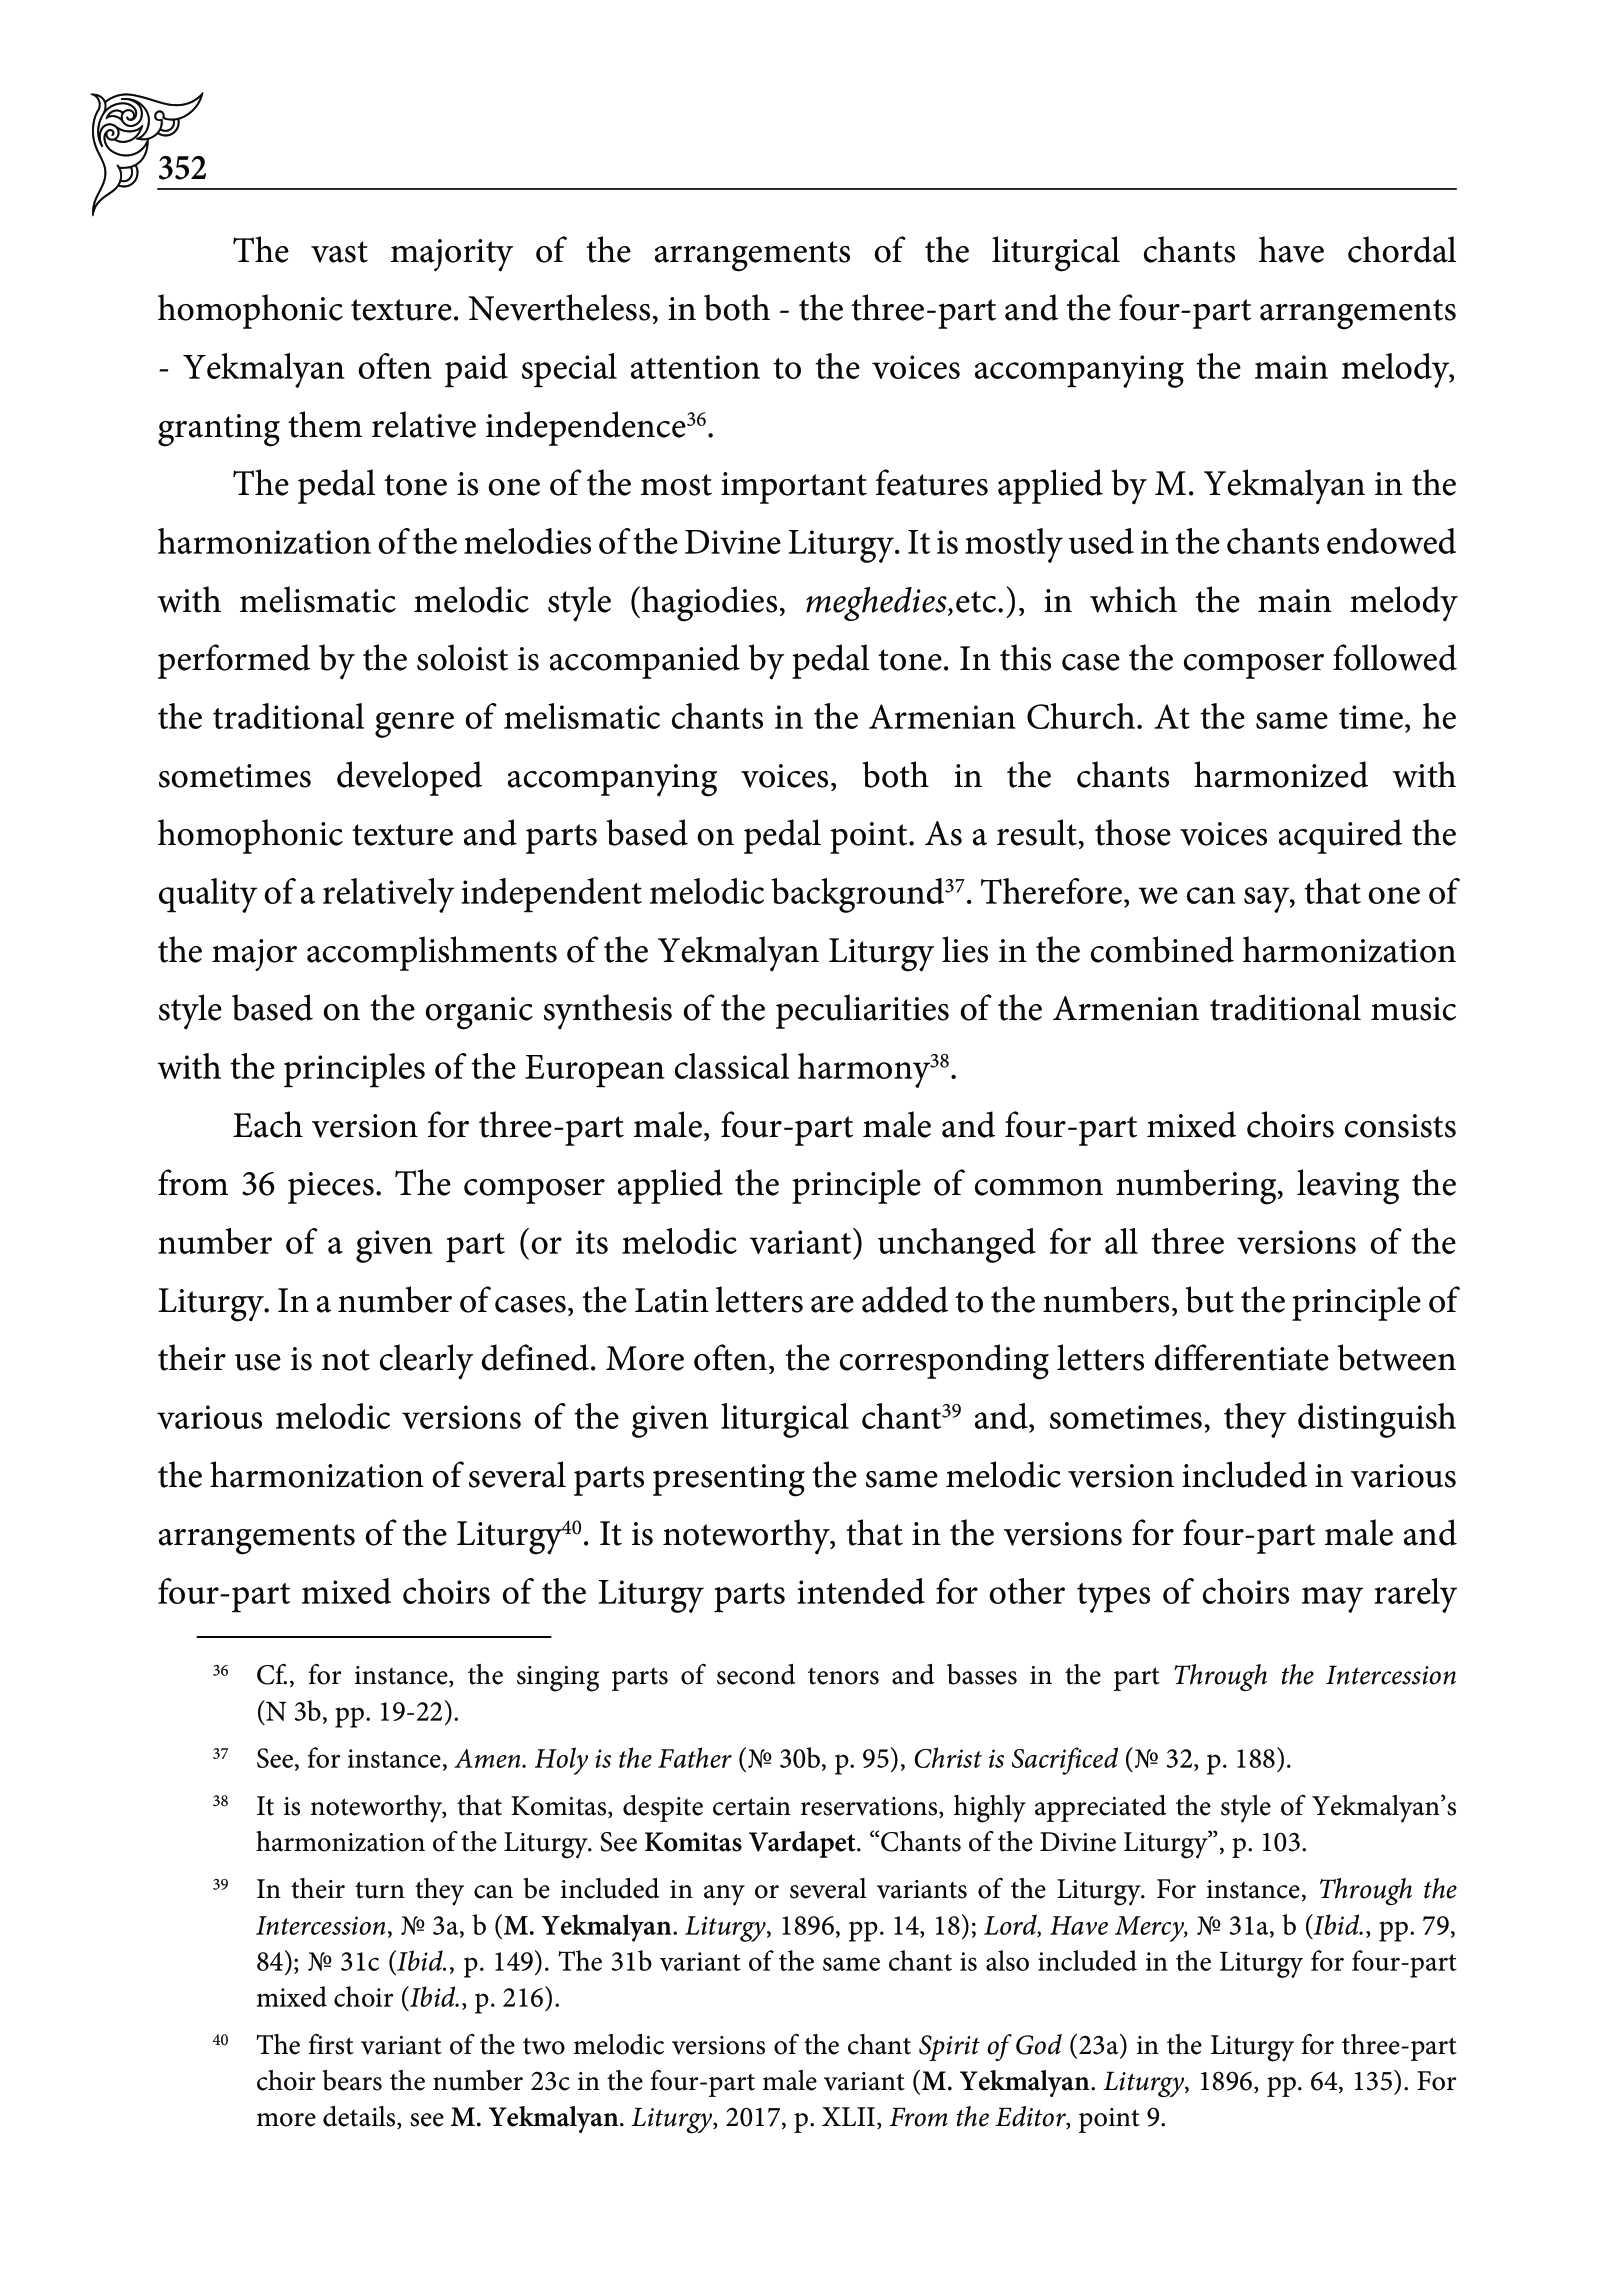 352
The vast majority of the arrangements of the liturgical chants have chordal
homophonic texture. Nevertheless, in both - the three-part and the four-part arrangements
- Yekmalyan often paid special attention to the voices accompanying the main melody,
granting them relative independence³⁶.
The pedal tone is one of the most important features applied by M. Yekmalyan in the
harmonization of the melodies of the Divine Liturgy. It is mostly used in the chants endowed
with melismatic melodic style (hagiodies, meghedies,etc.), in which the main melody
performed by the soloist is accompanied by pedal tone. In this case the composer followed
the traditional genre of melismatic chants in the Armenian Church. At the same time, he
sometimes developed accompanying voices, both in the chants harmonized with
homophonic texture and parts based on pedal point. As a result, those voices acquired the
quality of a relatively independent melodic background³⁷. Therefore, we can say, that one of
the major accomplishments of the Yekmalyan Liturgy lies in the combined harmonization
style based on the organic synthesis of the peculiarities of the Armenian traditional music
with the principles of the European classical harmony³⁸.
Each version for three-part male, four-part male and four-part mixed choirs consists
from 36 pieces. The composer applied the principle of common numbering, leaving the
number of a given part (or its melodic variant) unchanged for all three versions of the
Liturgy. In a number of cases, the Latin letters are added to the numbers, but the principle of
their use is not clearly defined. More often, the corresponding letters differentiate between
various melodic versions of the given liturgical chant³⁹ and, sometimes, they distinguish
the harmonization of several parts presenting the same melodic version included in various
arrangements of the Liturgy⁴⁰. It is noteworthy, that in the versions for four-part male and
four-part mixed choirs of the Liturgy parts intended for other types of choirs may rarely
³⁶ Cf., for instance, the singing parts of second tenors and basses in the part Through the Intercession
(N 3b, pp. 19-22).
³⁷ See, for instance, Amen. Holy is the Father (№ 30b, p. 95), Christ is Sacrificed (№ 32, p. 188).
³⁸ It is noteworthy, that Komitas, despite certain reservations, highly appreciated the style of Yekmalyan’s
harmonization of the Liturgy. See Komitas Vardapet. “Chants of the Divine Liturgy”, p. 103.
³⁹ In their turn they can be included in any or several variants of the Liturgy. For instance, Through the
Intercession, № 3a, b (M. Yekmalyan. Liturgy, 1896, pp. 14, 18); Lord, Have Mercy, № 31a, b (Ibid., pp. 79,
84); № 31c (Ibid., p. 149). The 31b variant of the same chant is also included in the Liturgy for four-part
mixed choir (Ibid., p. 216).
⁴⁰ The first variant of the two melodic versions of the chant Spirit of God (23a) in the Liturgy for three-part
choir bears the number 23c in the four-part male variant (M. Yekmalyan. Liturgy, 1896, pp. 64, 135). For
more details, see M. Yekmalyan. Liturgy, 2017, p. XLII, From the Editor, point 9.